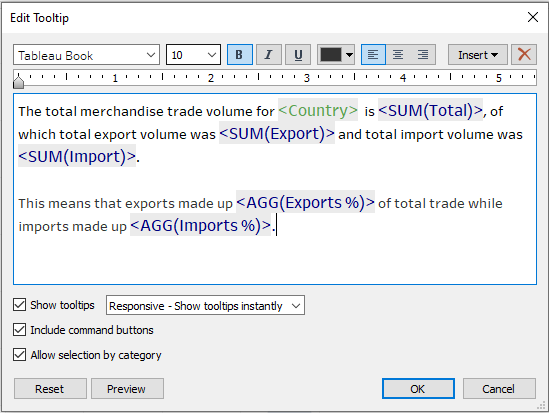 Edit Tooltip
Tableau Book 10 B I U Insert
1 2 3 4 5
The total merchandise trade volume for <Country> is <SUM(Total)>, of
which total export volume was <SUM(Export)> and total import volume was
<SUM(Import)>.
This means that exports made up <AGG(Exports %)> of total trade while
imports made up <AGG(Imports %)>.
Show tooltips Responsive - Show tooltips instantly
Include command buttons
Allow selection by category
Reset Preview OK Cancel